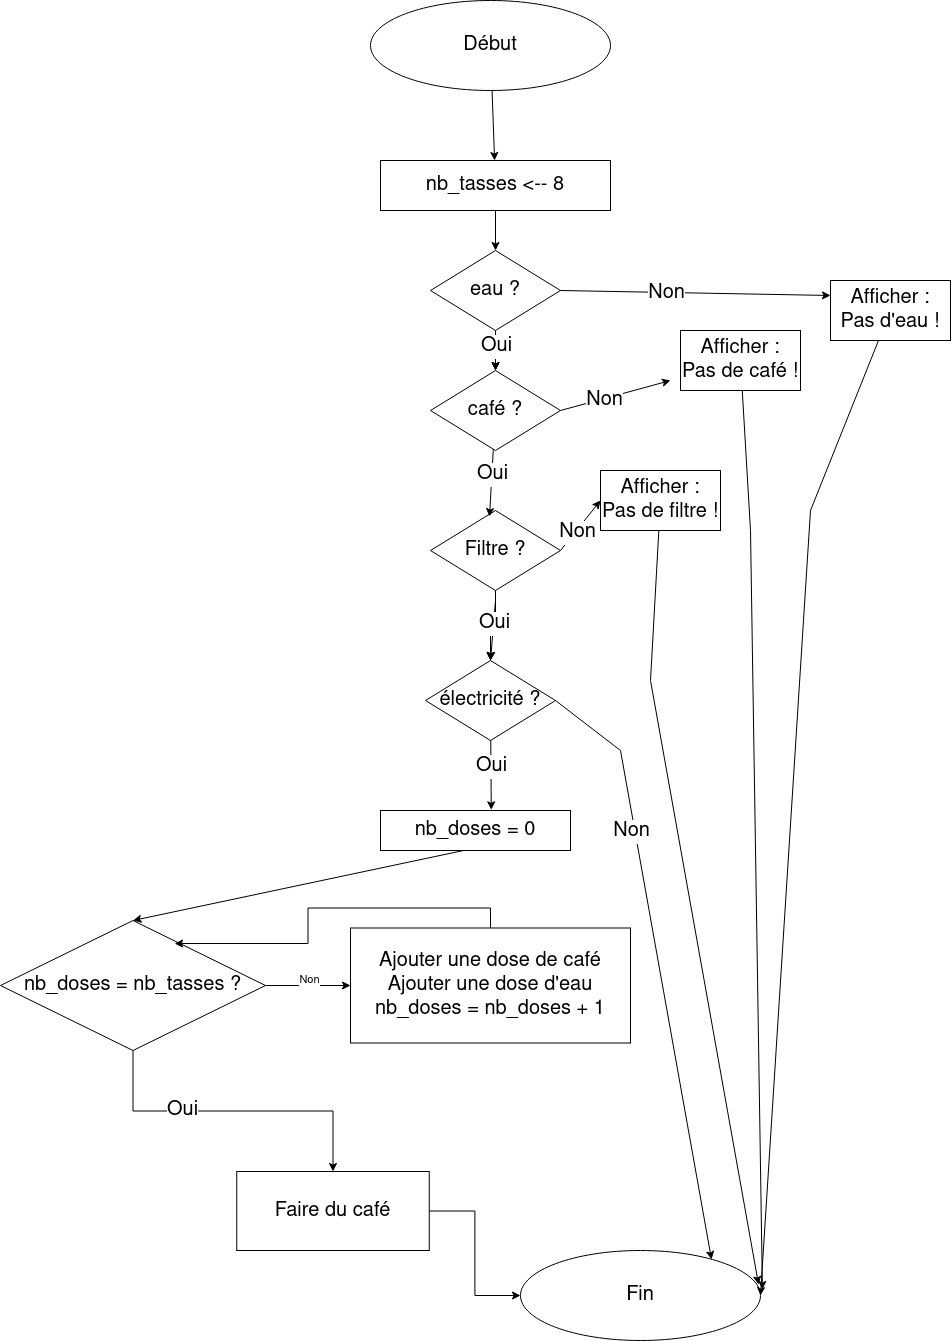 Début
nb_tasses <-- 8
eau ?
Non
Afficher :
Pas d'eau !
Oui
Afficher :
Pas de café !
café ?
Non
Oui
Afficher :
Pas de filtre !
Filtre ?
Non
Oui
électricité ?
Oui
Non
nb_doses = 0
nb_doses = nb_tasses ?
Non
Ajouter une dose de café
Ajouter une dose d'eau
nb_doses = nb_doses + 1
Oui
Faire du café
Fin